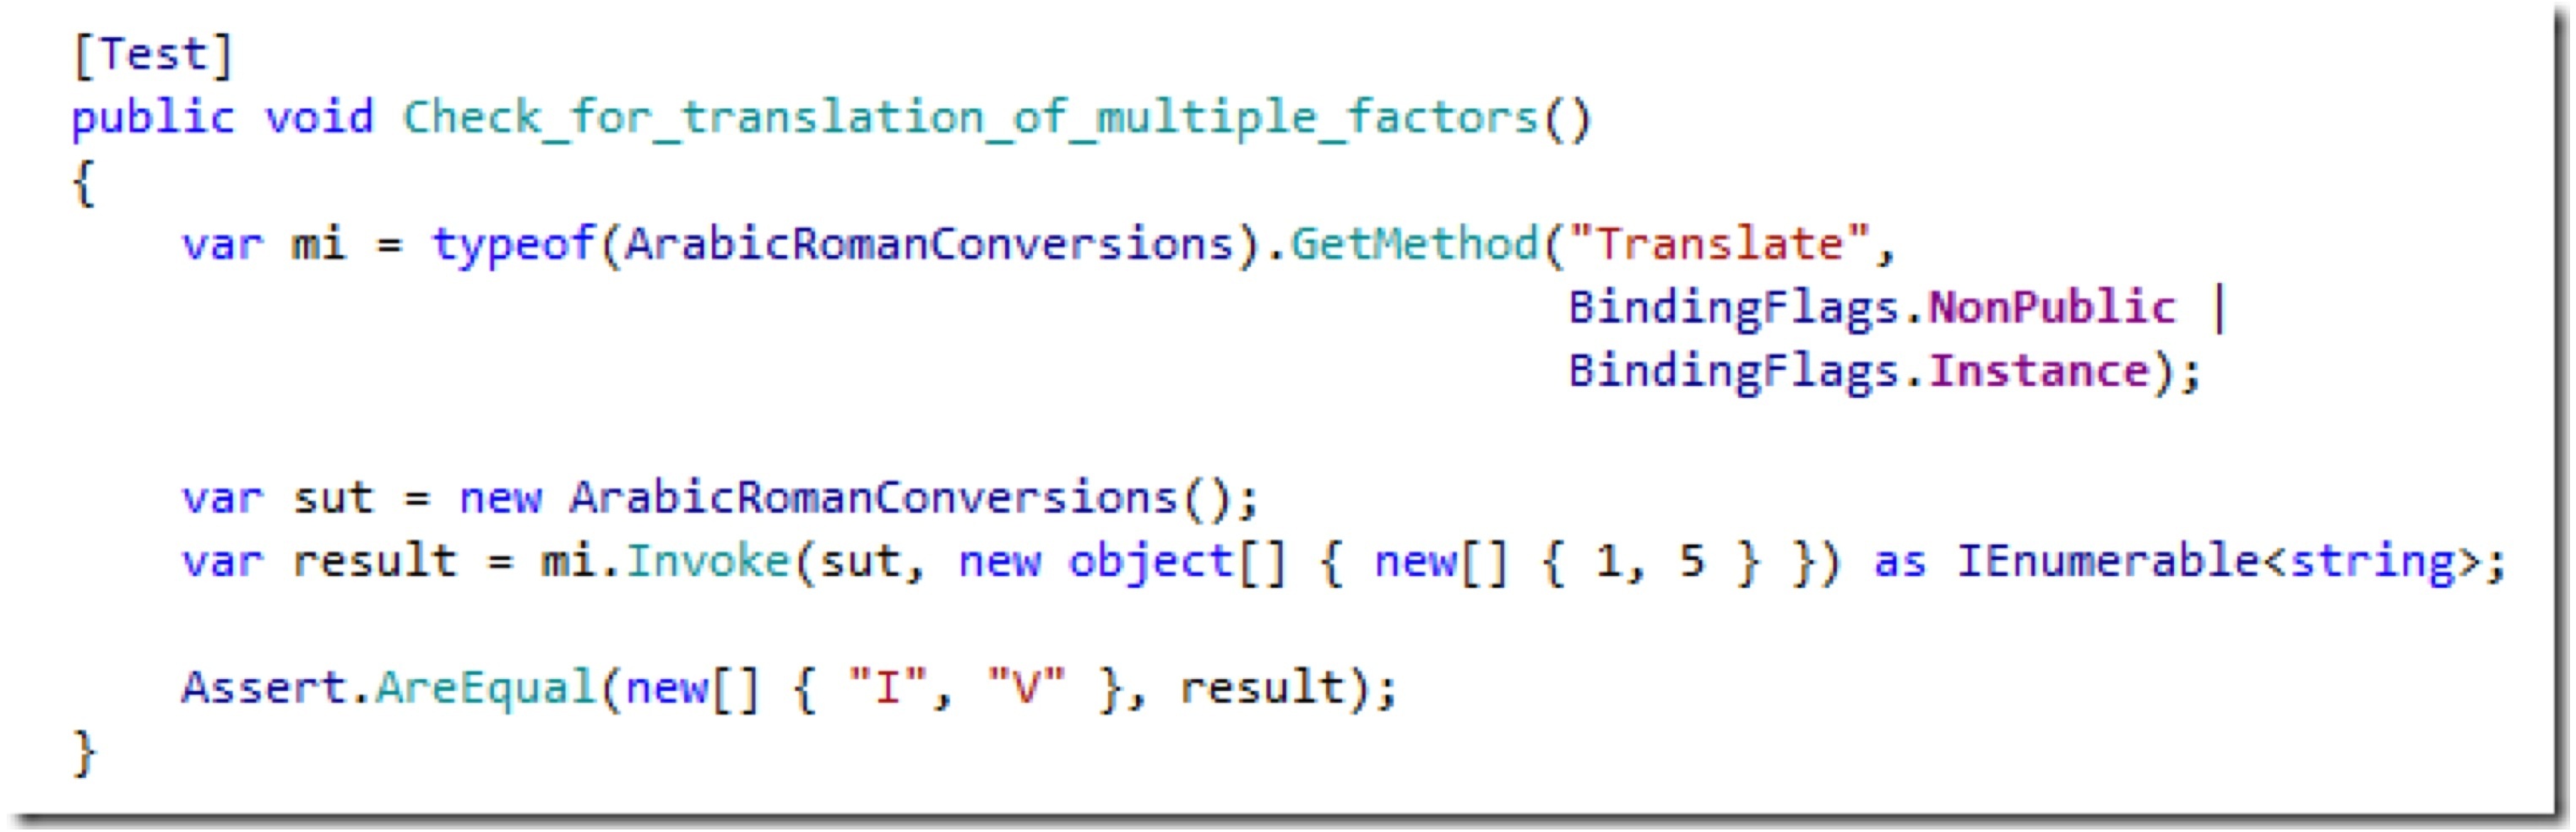 [Test]
public void Check_for_translation_of_multiple_factors()
{
    var mi = typeof(ArabicRomanConversions).GetMethod("Translate",
                                                      BindingFlags.NonPublic |
                                                      BindingFlags.Instance);
    var sut = new ArabicRomanConversions();
    var result = mi.Invoke(sut, new object[] { new[] { 1, 5 } }) as IEnumerable<string>;
    Assert.AreEqual(new[] { "I", "V" }, result);
}